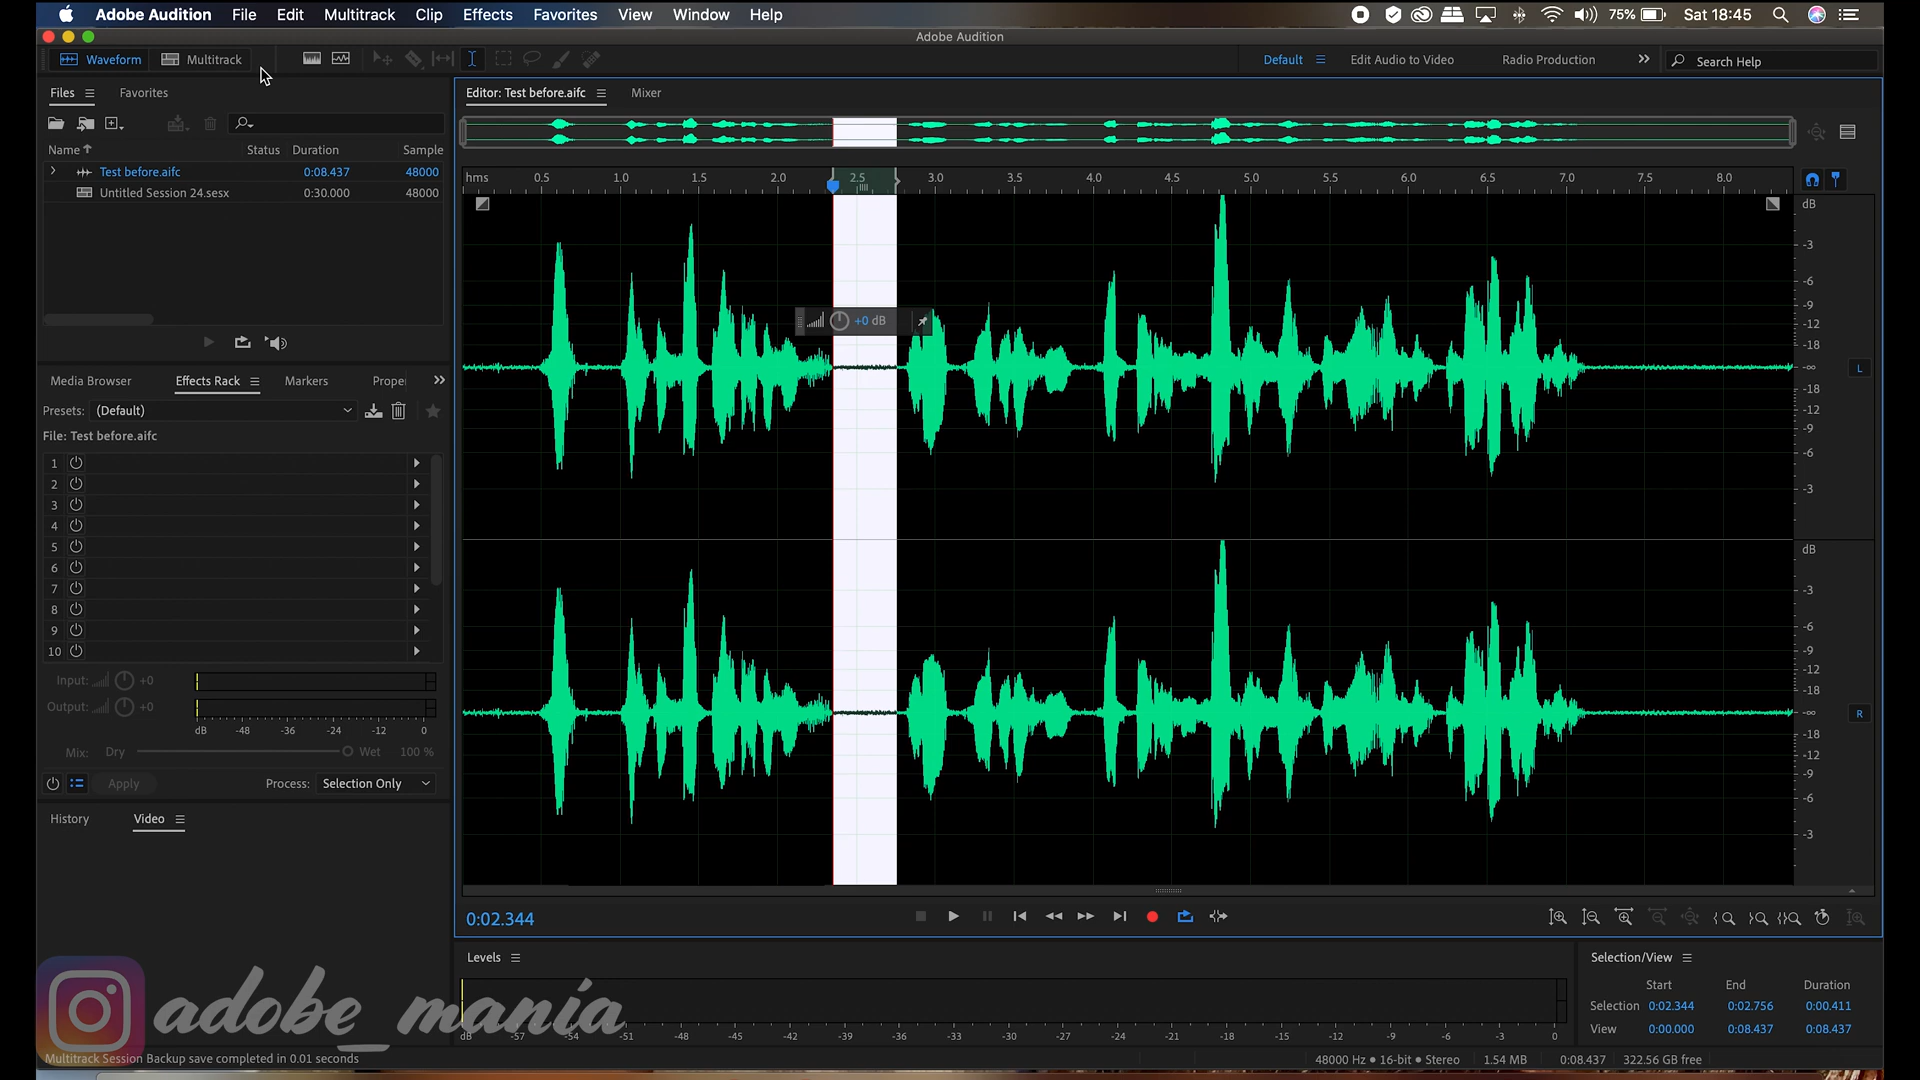 Adobe Audition File Edit Multitrack Clip Effects Favorites View Window Help 75% Sat 18:45
Adobe Audition
Waveform Multitrack Default Edit Audio to Video Radio Production Search Help
Files Favorites
Name Status Duration Sample
Test before.aifc 0:08.437 48000
Untitled Session 24.sesx 0:30.000 48000
Media Browser Effects Rack Markers Proper
Presets: (Default)
File: Test before.aifc
1
2
3
4
5
6
7
8
9
10
Input: +0
Output: +0
dB -48 -36 -24 -12 0
Mix: Dry Wet 100 %
Apply Process: Selection Only
History Video
Editor: Test before.aifc Mixer
hms 0.5 1.0 1.5 2.0 2.5 3.0 3.5 4.0 4.5 5.0 5.5 6.0 6.5 7.0 7.5 8.0
+0 dB
dB
-3
-6
-9
-12
-18
-∞
-18
-12
-9
-6
-3
L
dB
-3
-6
-9
-12
-18
-∞
-18
-12
-9
-6
-3
R
0:02.344
Levels
dB -57 -54 -51 -48 -45 -42 -39 -36 -33 -30 -27 -24 -21 -18 -15 -12 -9 -6 -3 0
Selection/View
Start End Duration
Selection 0:02.344 0:02.756 0:00.411
View 0:00.000 0:08.437 0:08.437
adobe_mania
Multitrack Session Backup save completed in 0.01 seconds
48000 Hz • 16-bit • Stereo 1.54 MB 0:08.437 322.56 GB free